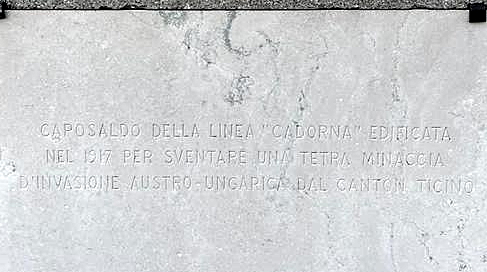 CAPOSALDO DELLA LINEA "CADORNA" EDIFICATA
NEL 1917 PER SVENTARE UNA TETRA MINACCIA
D'INVASIONE AUSTRO-UNGARICA DAL CANTON TICINO